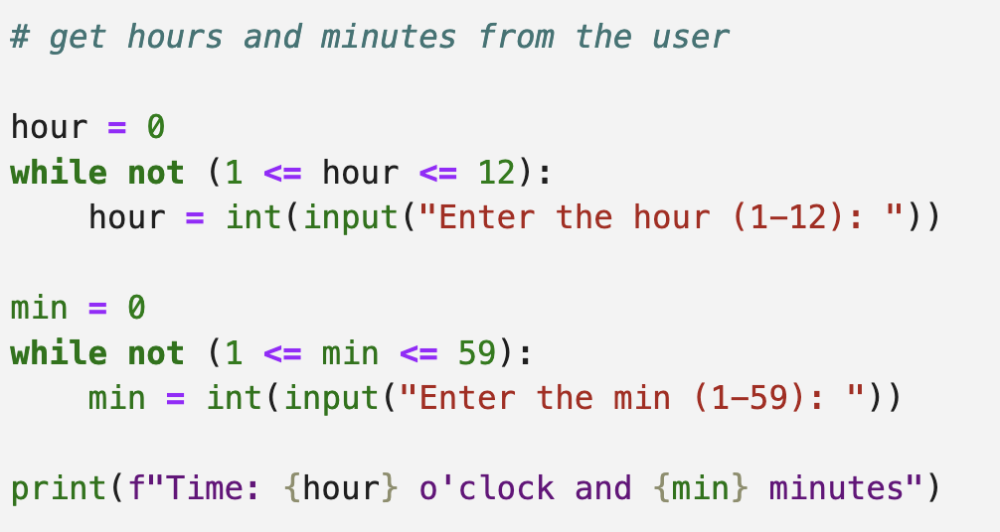 # get hours and minutes from the user

hour = 0
while not (1 <= hour <= 12):
    hour = int(input("Enter the hour (1-12): "))

min = 0
while not (1 <= min <= 59):
    min = int(input("Enter the min (1-59): "))

print(f"Time: {hour} o'clock and {min} minutes")